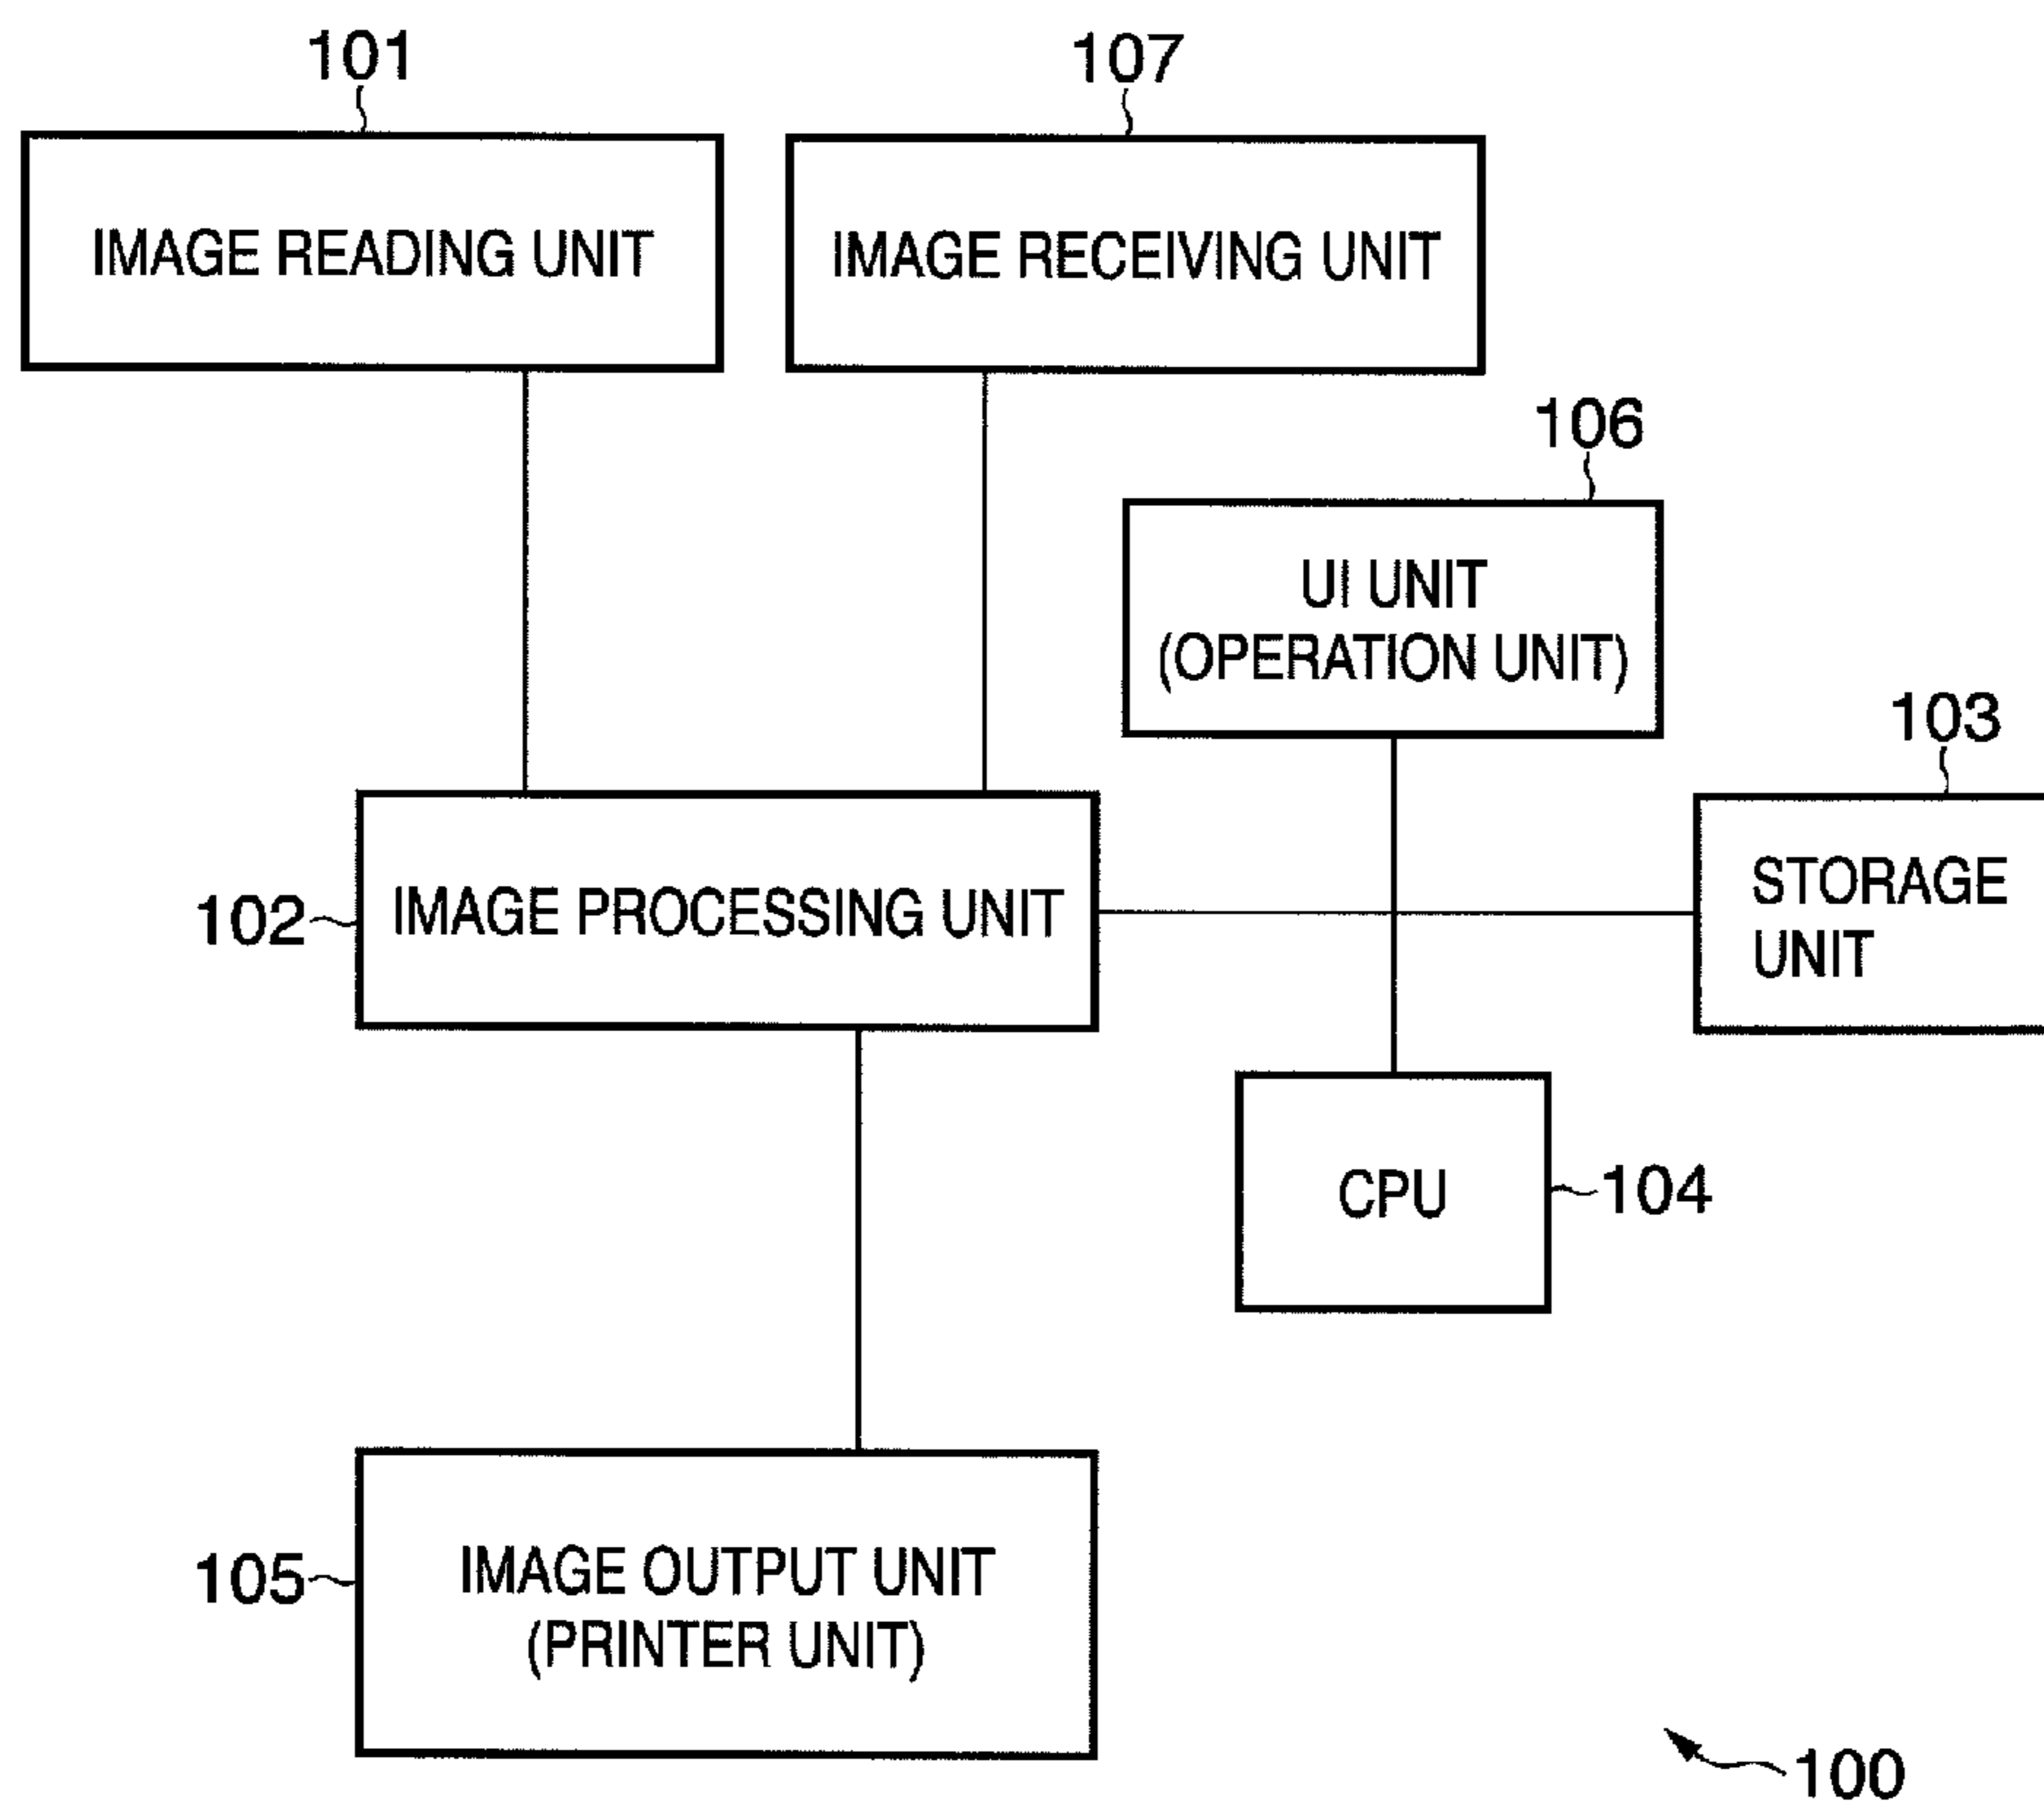 101
107
IMAGE READING UNIT
IMAGE RECEIVING UNIT
106
UI UNIT
(OPERATION UNIT)
103
STORAGE
UNIT
102
IMAGE PROCESSING UNIT
CPU
104
105
IMAGE OUTPUT UNIT
(PRINTER UNIT)
100